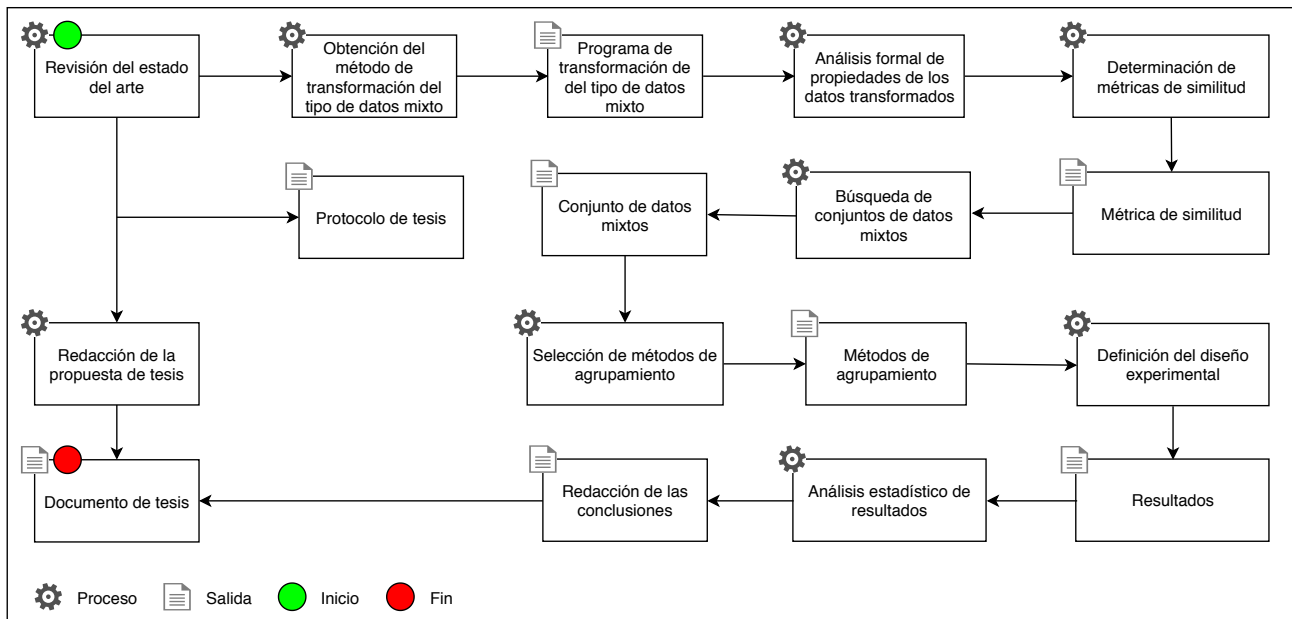 Revisión del estado
del arte
Obtención del
método de
transformación del
tipo de datos mixto
Programa de
transformación de
del tipo de datos
mixto
Análisis formal de
propiedades de los
datos transformados
Determinación de
métricas de similitud
Protocolo de tesis
Conjunto de datos
mixtos
Búsqueda de
conjuntos de datos
mixtos
Métrica de similitud
Redacción de la
propuesta de tesis
Selección de métodos de
agrupamiento
Métodos de
agrupamiento
Definición del diseño
experimental
Documento de tesis
Redacción de las
conclusiones
Análisis estadístico de
resultados
Resultados
Proceso
Salida
Inicio
Fin